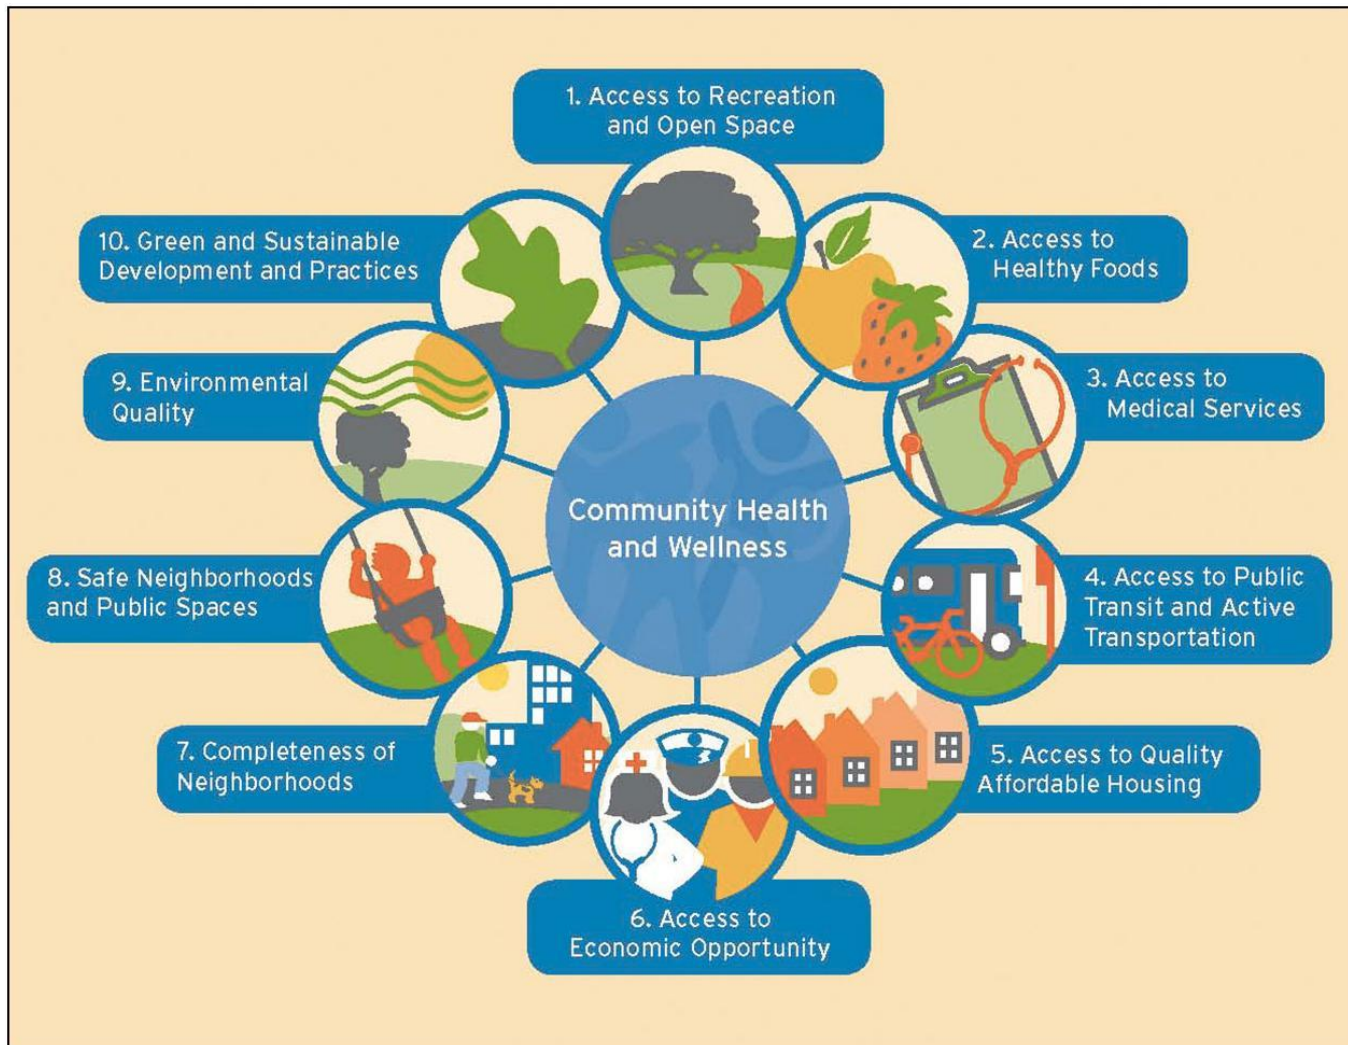 1. Access to Recreation
and Open Space
2. Access to
Healthy Foods
3. Access to
Medical Services
4. Access to Public
Transit and Active
Transportation
5. Access to Quality
Affordable Housing
6. Access to
Economic Opportunity
7. Completeness of
Neighborhoods
8. Safe Neighborhoods
and Public Spaces
9. Environmental
Quality
10. Green and Sustainable
Development and Practices
Community Health
and Wellness